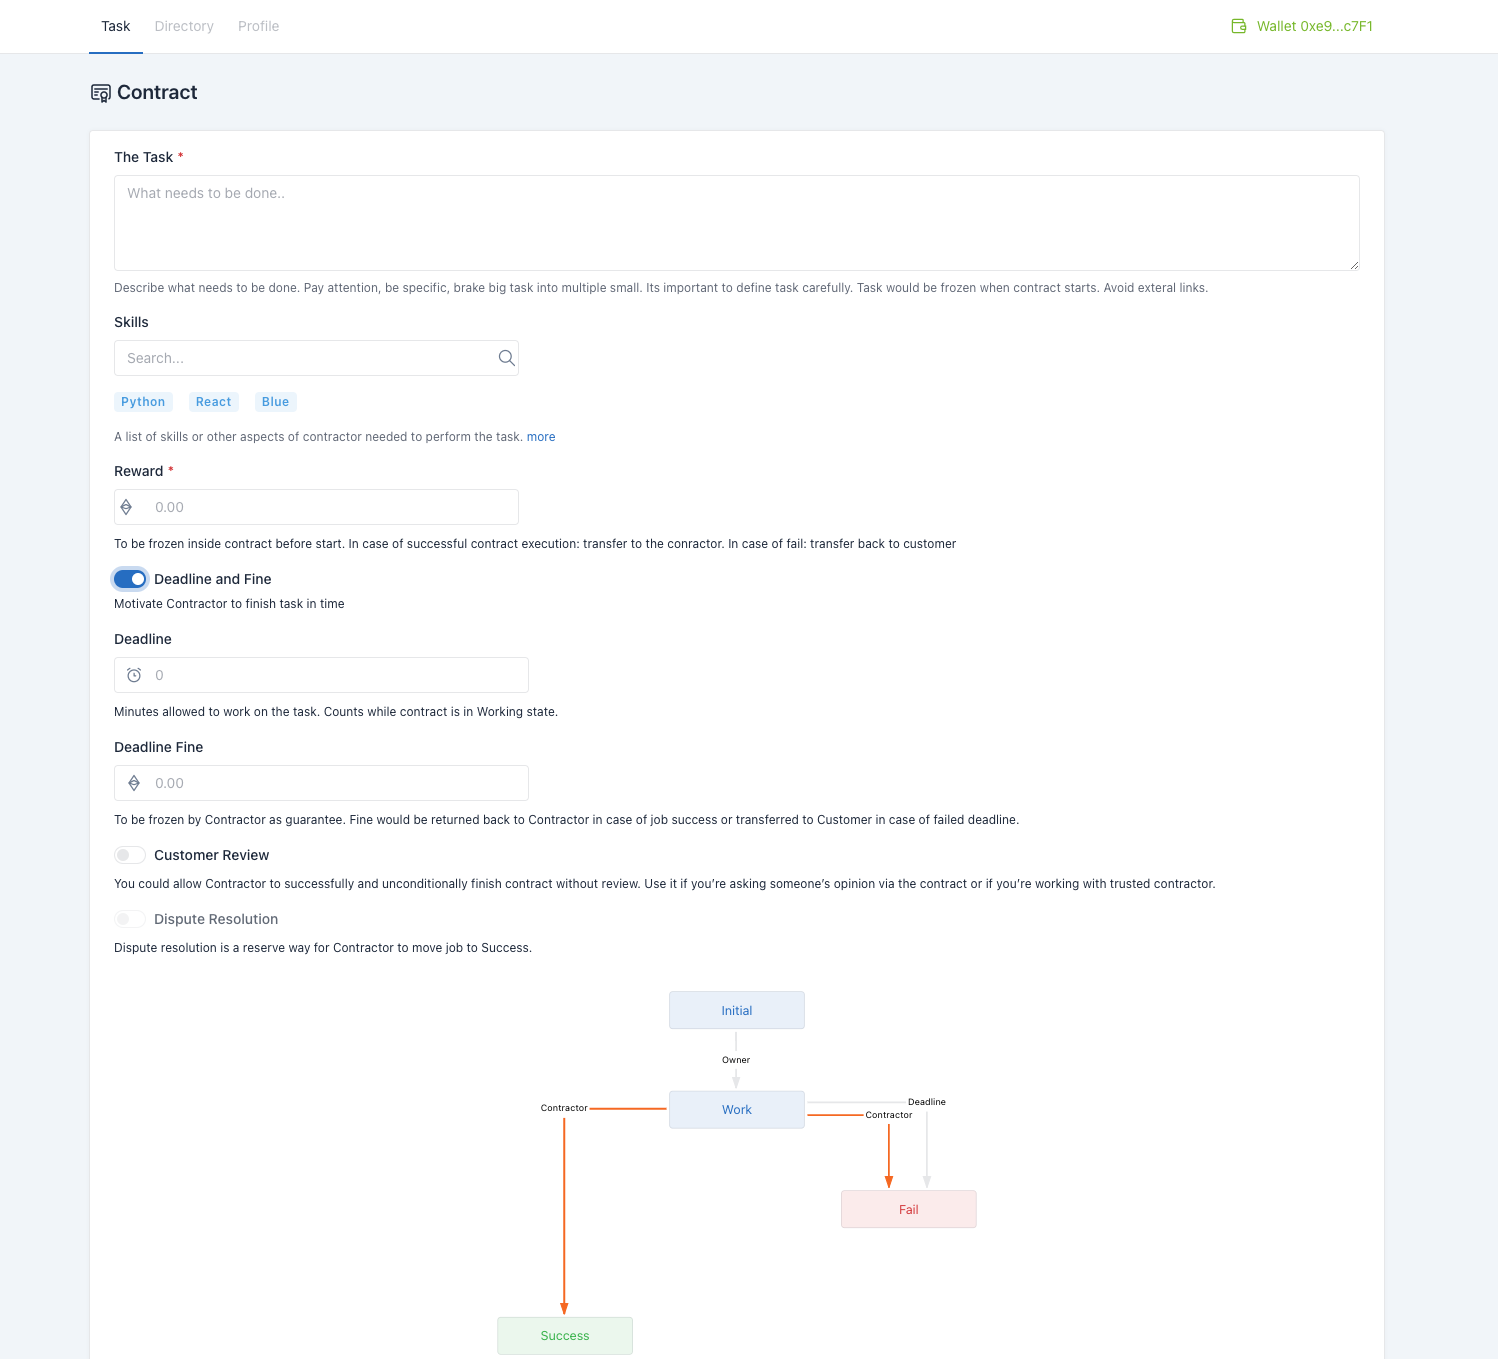 Task Directory Profile Wallet 0xe9...c7F1
Contract
The Task *
What needs to be done..
Describe what needs to be done. Pay attention, be specific, brake big task into multiple small. Its important to define task carefully. Task would be frozen when contract starts. Avoid exteral links.
Skills
Search...
Python React Blue
A list of skills or other aspects of contractor needed to perform the task. more
Reward *
0.00
To be frozen inside contract before start. In case of successful contract execution: transfer to the conractor. In case of fail: transfer back to customer
Deadline and Fine
Motivate Contractor to finish task in time
Deadline
0
Minutes allowed to work on the task. Counts while contract is in Working state.
Deadline Fine
0.00
To be frozen by Contractor as guarantee. Fine would be returned back to Contractor in case of job success or transferred to Customer in case of failed deadline.
Customer Review
You could allow Contractor to successfully and unconditionally finish contract without review. Use it if you’re asking someone’s opinion via the contract or if you’re working with trusted contractor.
Dispute Resolution
Dispute resolution is a reserve way for Contractor to move job to Success.
Initial
Owner
Deadline
Contractor Work Contractor
Fail
Success